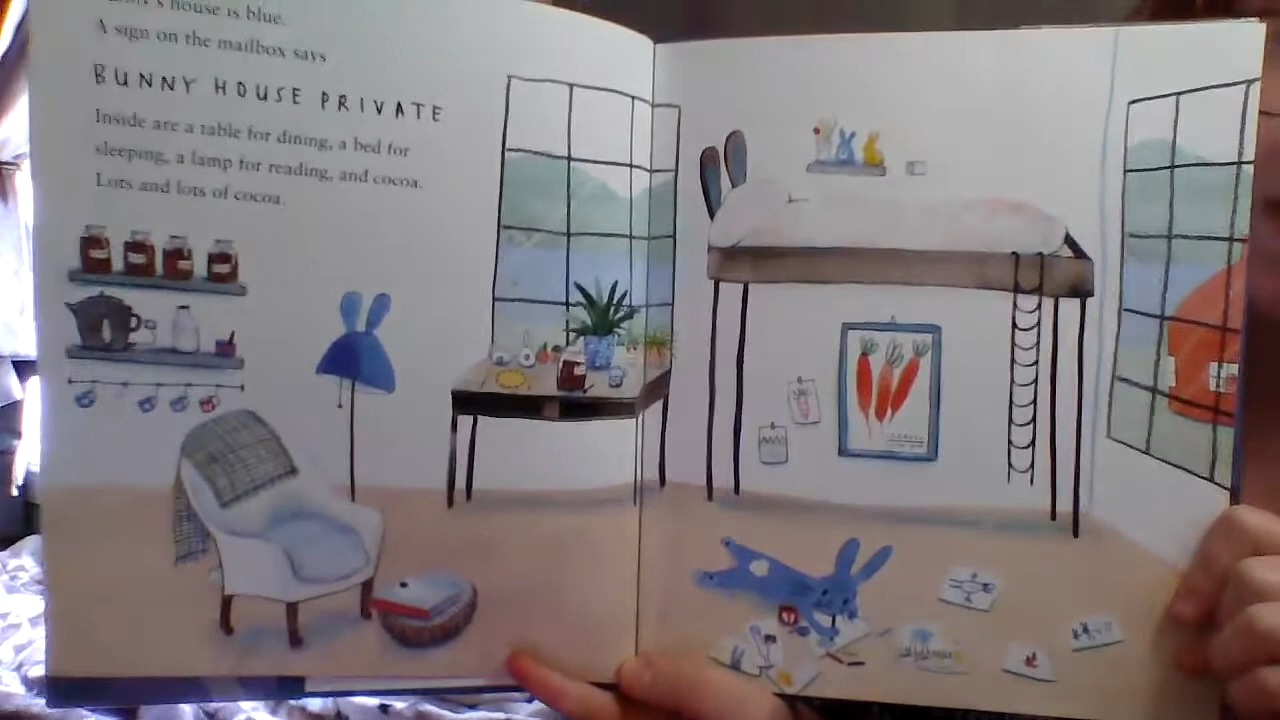 house is blue.
A sign on the mailbox says
BUNNY HOUSE PRIVATE
Inside are a table for dining, a bed for
sleeping, a lamp for reading, and cocoa.
Lots and lots of cocoa.